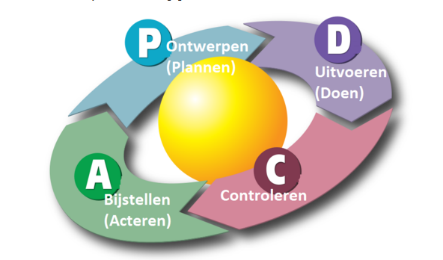 P
Ontwerpen
(Plannen)
D
Uitvoeren
(Doen)
C
Controleren
A
Bijstellen
(Acteren)